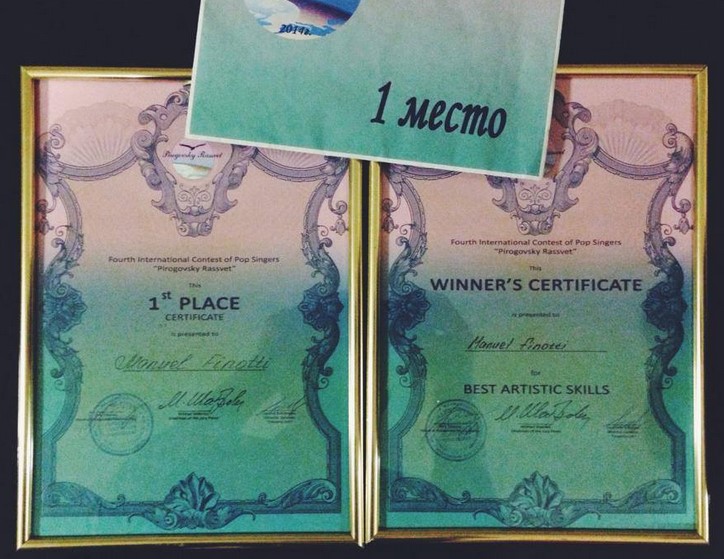 2014г.
1 место
Pirogovsky Rassvet
Fourth International Contest of Pop Singers
"Pirogovsky Rassvet"
This
1st PLACE
CERTIFICATE
is presented to
Manuel Finotti
Fourth International Contest of Pop Singers
"Pirogovsky Rassvet"
This
WINNER'S CERTIFICATE
is presented to
Manuel Finotti
for
BEST ARTISTIC SKILLS